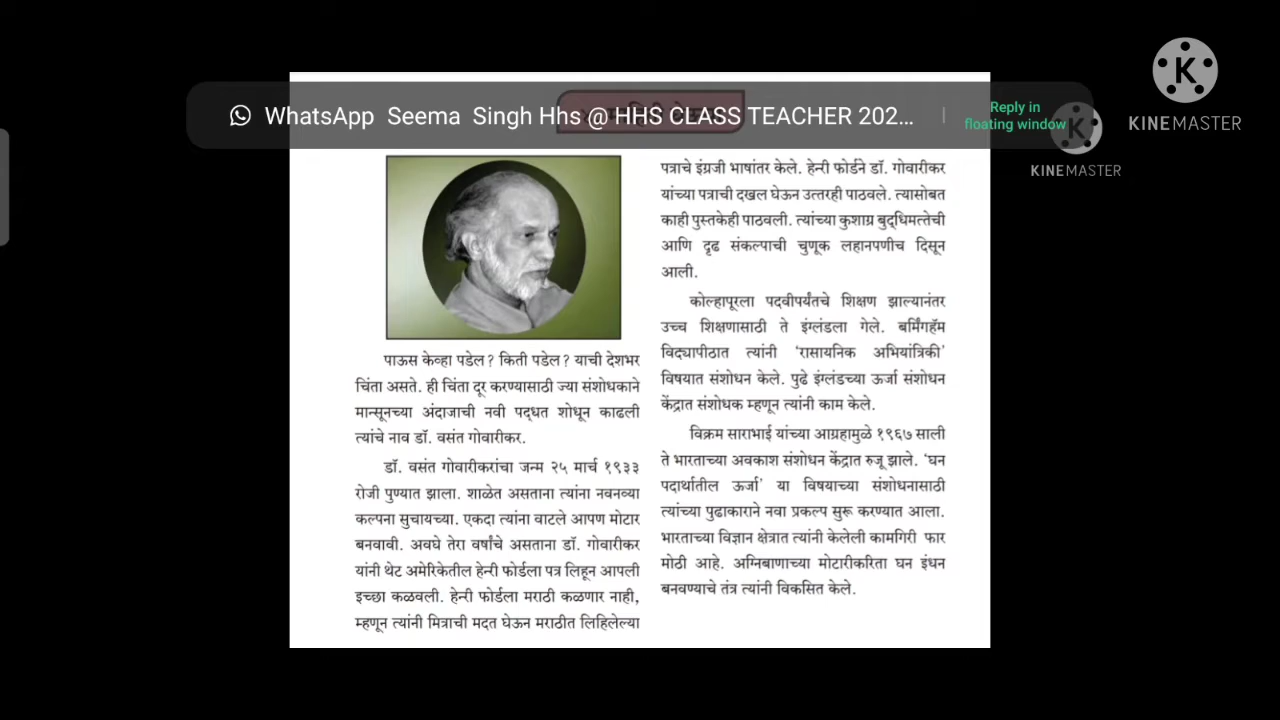 WhatsApp Seema Singh Hhs @ HHS CLASS TEACHER 202...
Reply in
floating window
KINEMASTER
KINEMASTER
पाऊस केव्हा पडेल? किती पडेल? याची देशभर
चिंता असते. ही चिंता दूर करण्यासाठी ज्या संशोधकाने
मान्सूनच्या अंदाजाची नवी पद्धत शोधून काढली
त्यांचे नाव डॉ. वसंत गोवारीकर.
डॉ. वसंत गोवारीकरांचा जन्म २५ मार्च १९३३
रोजी पुण्यात झाला. शाळेत असताना त्यांना नवनव्या
कल्पना सुचायच्या. एकदा त्यांना वाटले आपण मोटार
बनवावी. अवघे तेरा वर्षांचे असताना डॉ. गोवारीकर
यांनी थेट अमेरिकेतील हेन्री फोर्डला पत्र लिहून आपली
इच्छा कळवली. हेन्री फोर्डला मराठी कळणार नाही,
म्हणून त्यांनी मित्राची मदत घेऊन मराठीत लिहिलेल्या
पत्राचे इंग्रजी भाषांतर केले. हेन्री फोर्डने डॉ. गोवारीकर
यांच्या पत्राची दखल घेऊन उत्तरही पाठवले. त्यासोबत
काही पुस्तकेही पाठवली. त्यांच्या कुशाग्र बुद्धिमत्तेची
आणि दृढ संकल्पाची चुणूक लहानपणीच दिसून
आली.
कोल्हापूरला पदवीपर्यंतचे शिक्षण झाल्यानंतर
उच्च शिक्षणासाठी ते इंग्लंडला गेले. बर्मिंगहॅम
विद्यापीठात त्यांनी 'रासायनिक अभियांत्रिकी'
विषयात संशोधन केले. पुढे इंग्लंडच्या ऊर्जा संशोधन
केंद्रात संशोधक म्हणून त्यांनी काम केले.
विक्रम साराभाई यांच्या आग्रहामुळे १९६७ साली
ते भारताच्या अवकाश संशोधन केंद्रात रुजू झाले. 'घन
पदार्थातील ऊर्जा' या विषयाच्या संशोधनासाठी
त्यांच्या पुढाकाराने नवा प्रकल्प सुरू करण्यात आला.
भारताच्या विज्ञान क्षेत्रात त्यांनी केलेली कामगिरी फार
मोठी आहे. अग्निबाणाच्या मोटारीकरिता घन इंधन
बनवण्याचे तंत्र त्यांनी विकसित केले.